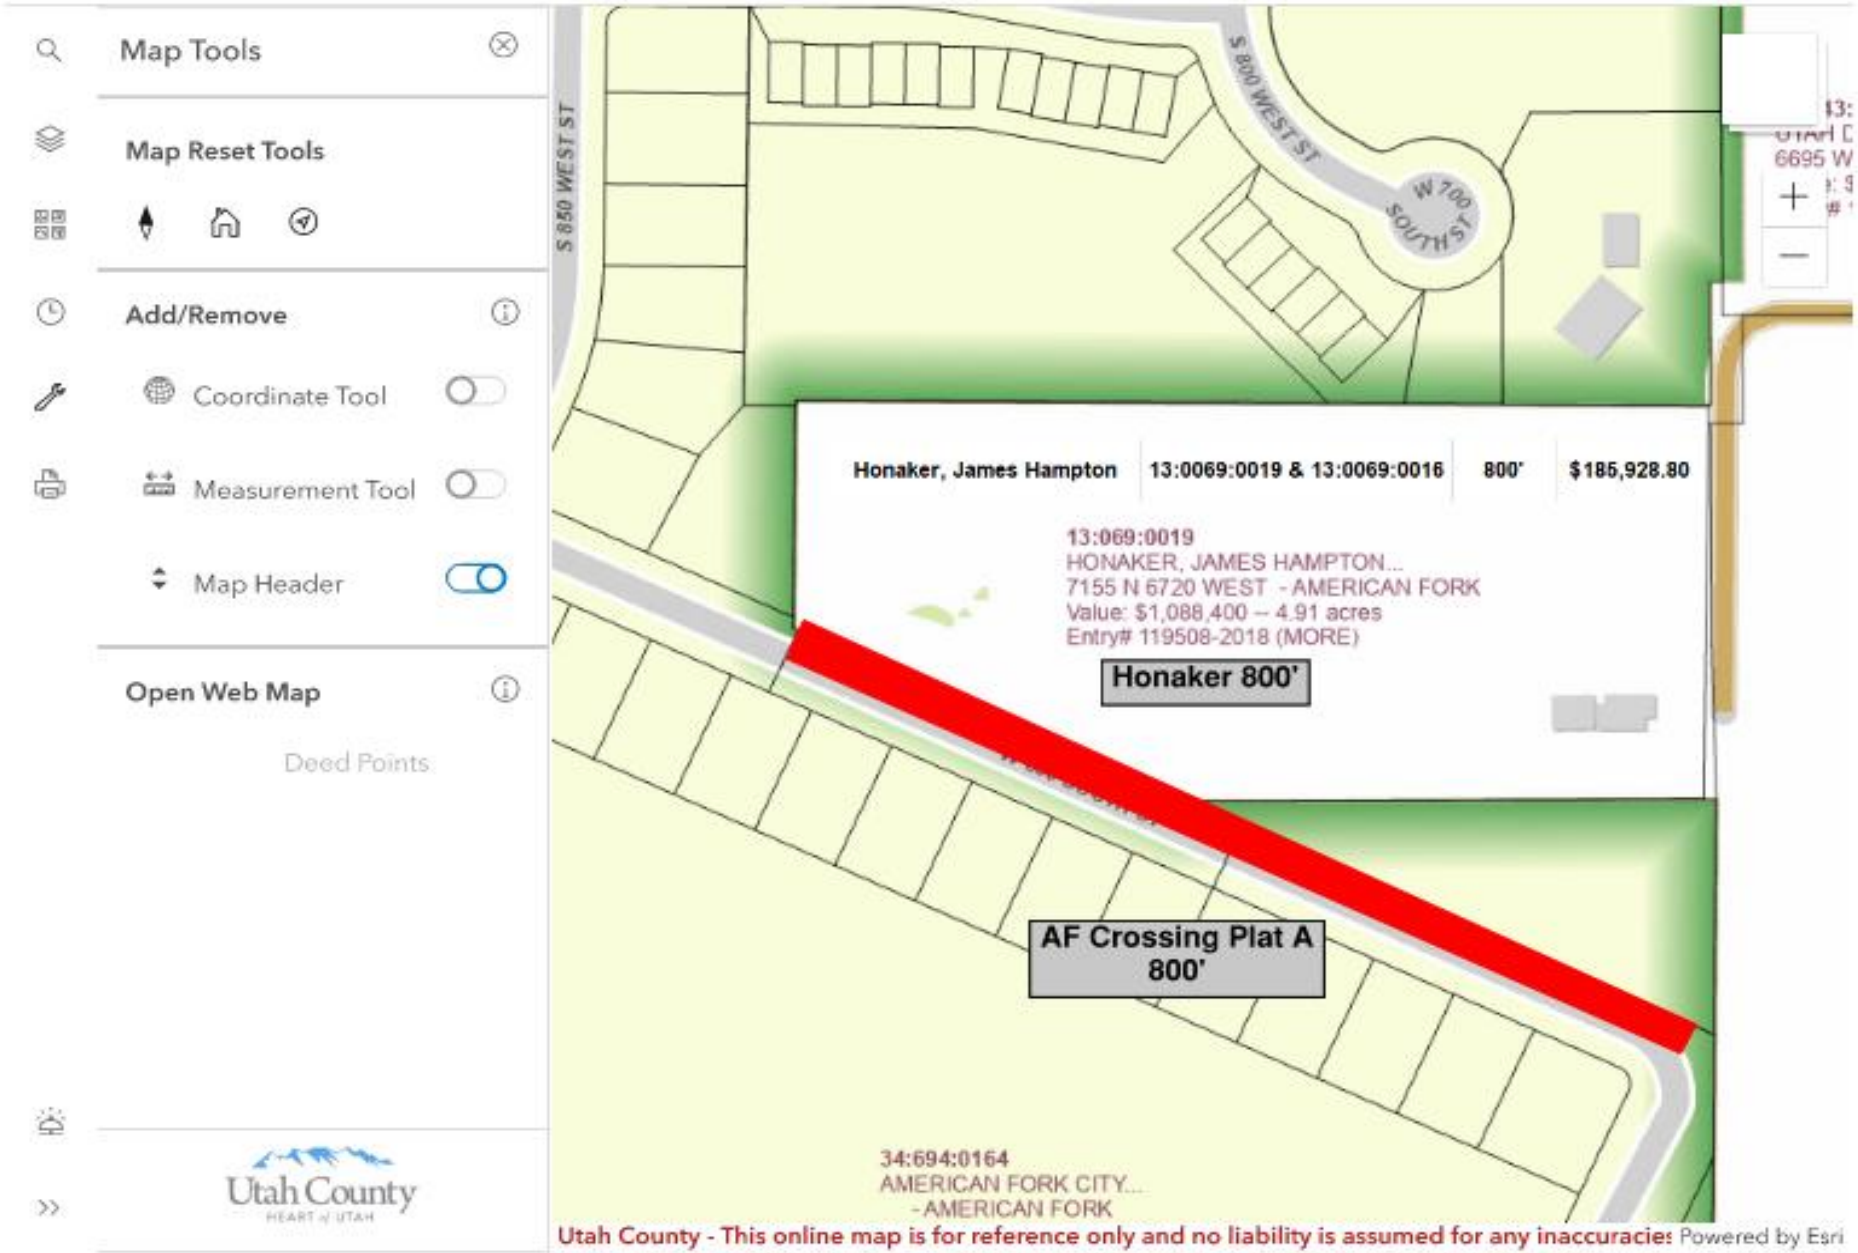 Map Tools
Map Reset Tools
Add/Remove
Coordinate Tool
Measurement Tool
Map Header
Open Web Map
Deed Points
Utah County
HEART of UTAH
S 850 WEST ST
S 800 WEST ST
W 700
SOUTH ST
43:
UTAH D
6695 W
e: $
#
+
−
Honaker, James Hampton 13:0069:0019 & 13:0069:0016 800' $185,928.80
13:069:0019
HONAKER, JAMES HAMPTON...
7155 N 6720 WEST - AMERICAN FORK
Value: $1,088,400 -- 4.91 acres
Entry# 119508-2018 (MORE)
Honaker 800'
AF Crossing Plat A
800'
34:694:0164
AMERICAN FORK CITY...
- AMERICAN FORK
Utah County - This online map is for reference only and no liability is assumed for any inaccuracies Powered by Esri